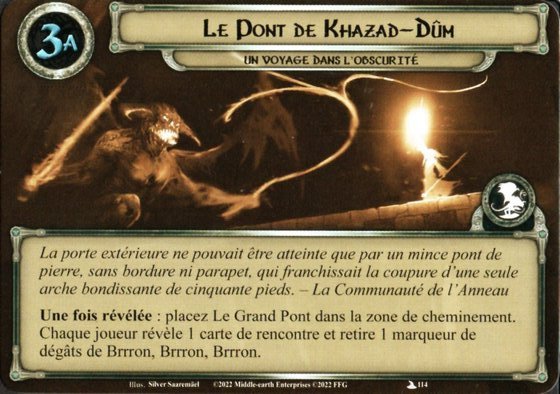 3A
LE PONT DE KHAZAD-DÛM
UN VOYAGE DANS L'OBSCURITÉ
La porte extérieure ne pouvait être atteinte que par un mince pont de
pierre, sans bordure ni parapet, qui franchissait la coupure d'une seule
arche bondissante de cinquante pieds. – La Communauté de l'Anneau
Une fois révélée : placez Le Grand Pont dans la zone de cheminement.
Chaque joueur révèle 1 carte de rencontre et retire 1 marqueur de
dégâts de Brrron, Brrron, Brrron.
Illus. Silver Saaremäel ©2022 Middle-earth Enterprises ©2022 FFG 114